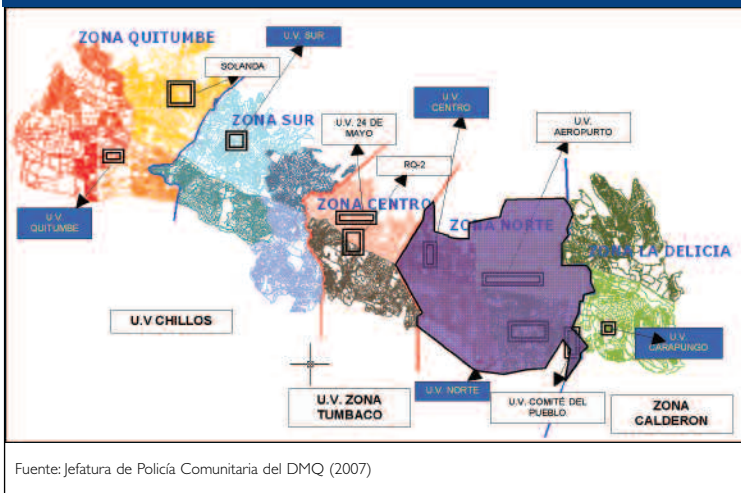 ZONA QUITUMBE
U.V. SUR
SOLANDA
U.V.
CENTRO
ZONA SUR
U.V. 24 DE
MAYO
U.V.
AEROPURTO
RO-2
ZONA CENTRO
ZONA NORTE
U.V.
QUITUMBE
ZONA LA DELICIA
U.V CHILLOS
U.V.
CARAPUNGO
U.V. NORTE
U.V. ZONA
TUMBACO
U.V. COMITÉ DEL
PUEBLO
ZONA
CALDERON
Fuente: Jefatura de Policía Comunitaria del DMQ (2007)